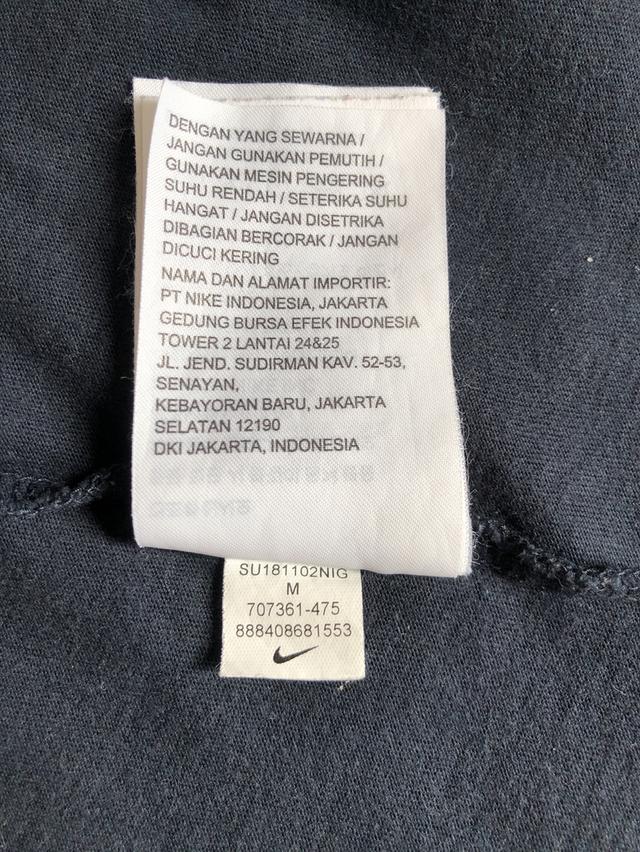 DENGAN YANG SEWARNA /
JANGAN GUNAKAN PEMUTIH /
GUNAKAN MESIN PENGERING
SUHU RENDAH / SETERIKA SUHU
HANGAT / JANGAN DISETRIKA
DIBAGIAN BERCORAK / JANGAN
DICUCI KERING
NAMA DAN ALAMAT IMPORTIR:
PT NIKE INDONESIA, JAKARTA
GEDUNG BURSA EFEK INDONESIA
TOWER 2 LANTAI 24&25
JL. JEND. SUDIRMAN KAV. 52-53,
SENAYAN,
KEBAYORAN BARU, JAKARTA
SELATAN 12190
DKI JAKARTA, INDONESIA
SU181102NIG
M
707361-475
888408681553